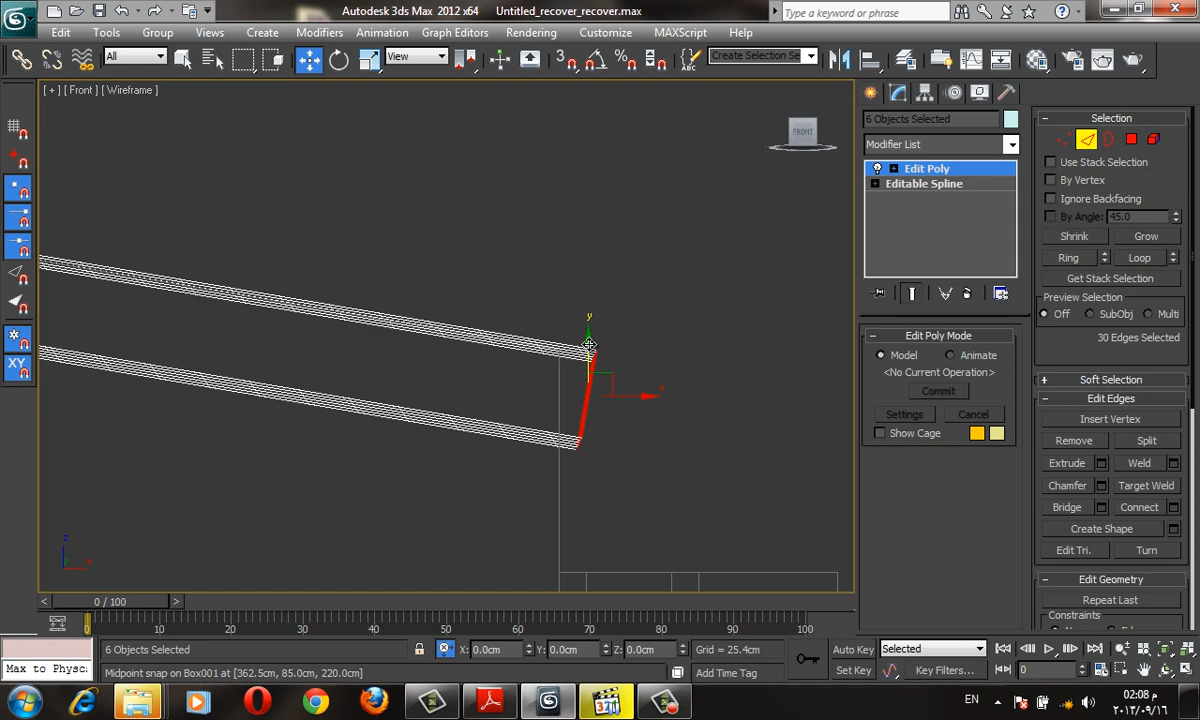 Autodesk 3ds Max 2012 x64 Untitled_recover_recover.max
Type a keyword or phrase
Edit Tools Group Views Create Modifiers Animation Graph Editors Rendering Customize MAXScript Help
All View 3 Create Selection Se
[ + ] [ Front ] [ Wireframe ]
FRONT
6 Objects Selected
Modifier List
Edit Poly
Editable Spline
Edit Poly Mode
Model Animate
<No Current Operation>
Commit
Settings Cancel
Show Cage
Selection
Use Stack Selection
By Vertex
Ignore Backfacing
By Angle: 45.0
Shrink Grow
Ring Loop
Get Stack Selection
Preview Selection
Off SubObj Multi
30 Edges Selected
Soft Selection
Edit Edges
Insert Vertex
Remove Split
Extrude Weld
Chamfer Target Weld
Bridge Connect
Create Shape
Edit Tri. Turn
Edit Geometry
Repeat Last
Constraints
XY
y
x
z
0 / 100
0 10 20 30 40 50 60 70 80 90 100
6 Objects Selected X: 0.0cm Y: 0.0cm Z: 0.0cm Grid = 25.4cm Auto Key Selected
Max to Physc Midpoint snap on Box001 at [362.5cm, 85.0cm, 220.0cm] Add Time Tag Set Key Key Filters... 0
EN
02:08 م
٢٠١٣/٠٩/١٦